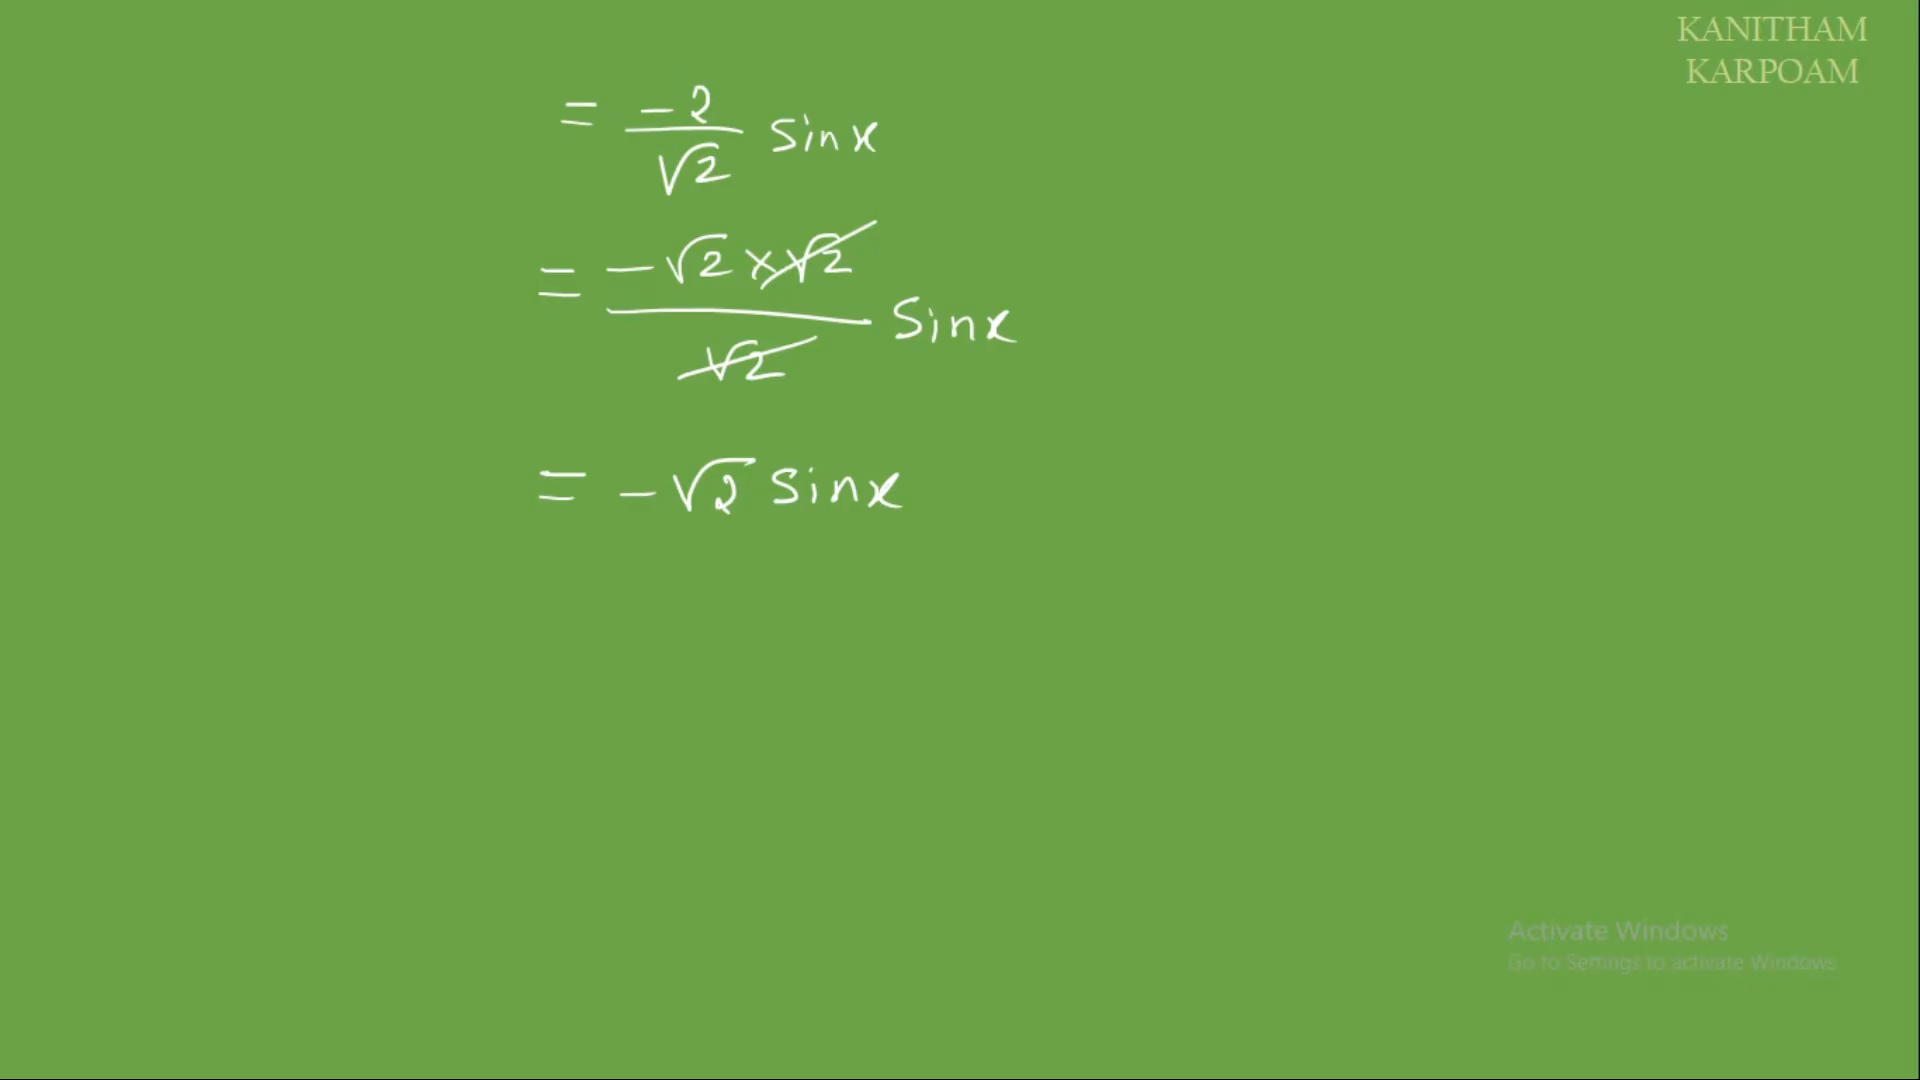 KANITHAM
KARPOAM
= -2/√2 Sinx
= -√2 × √2 / √2 Sinx
= -√2 Sinx
Activate Windows
Go to Settings to activate Windows